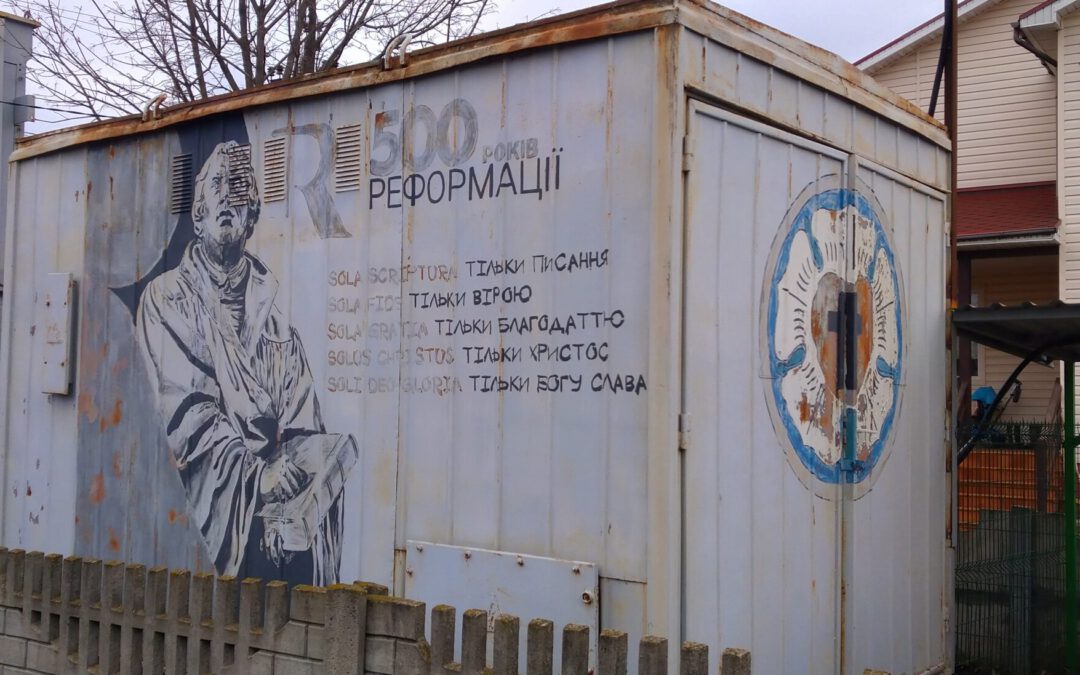 R 500
РОКІВ
РЕФОРМАЦІЇ
SOLA SCRIPTURA ТІЛЬКИ ПИСАННЯ
SOLA FIDE ТІЛЬКИ ВІРОЮ
SOLA GRATIA ТІЛЬКИ БЛАГОДАТТЮ
SOLUS CHRISTUS ТІЛЬКИ ХРИСТОС
SOLI DEO GLORIA ТІЛЬКИ БОГУ СЛАВА